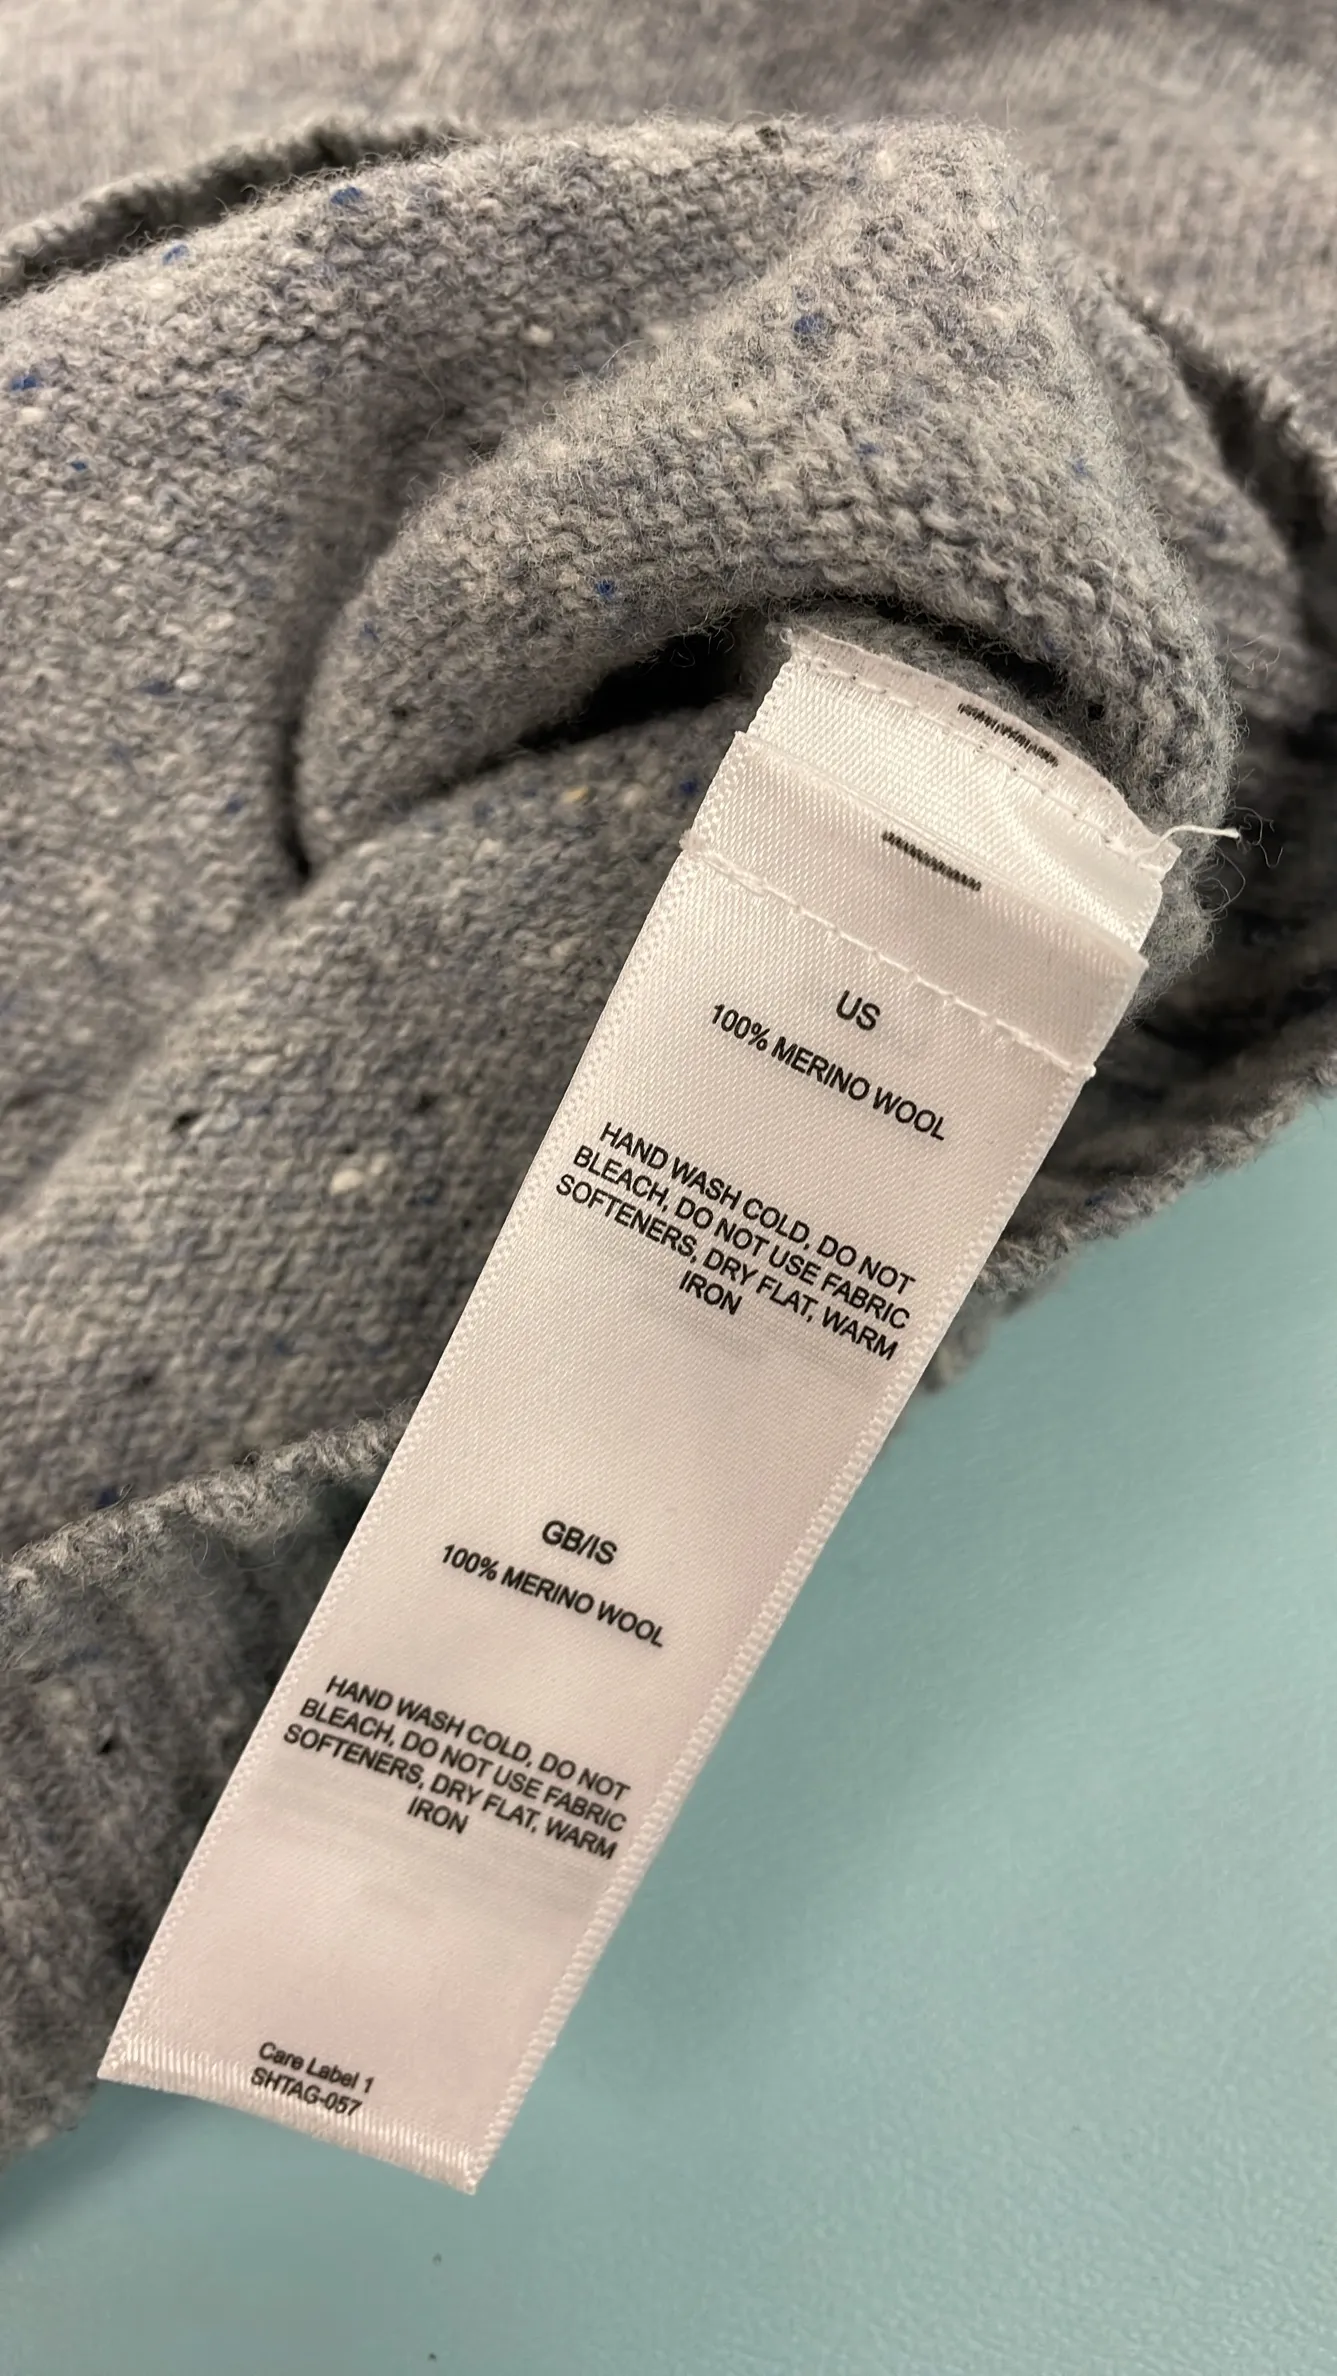 US
100% MERINO WOOL
HAND WASH COLD, DO NOT
BLEACH, DO NOT USE FABRIC
SOFTENERS, DRY FLAT, WARM
IRON
GB/IS
100% MERINO WOOL
HAND WASH COLD, DO NOT
BLEACH, DO NOT USE FABRIC
SOFTENERS, DRY FLAT, WARM
IRON
Care Label 1
SHTAG-057